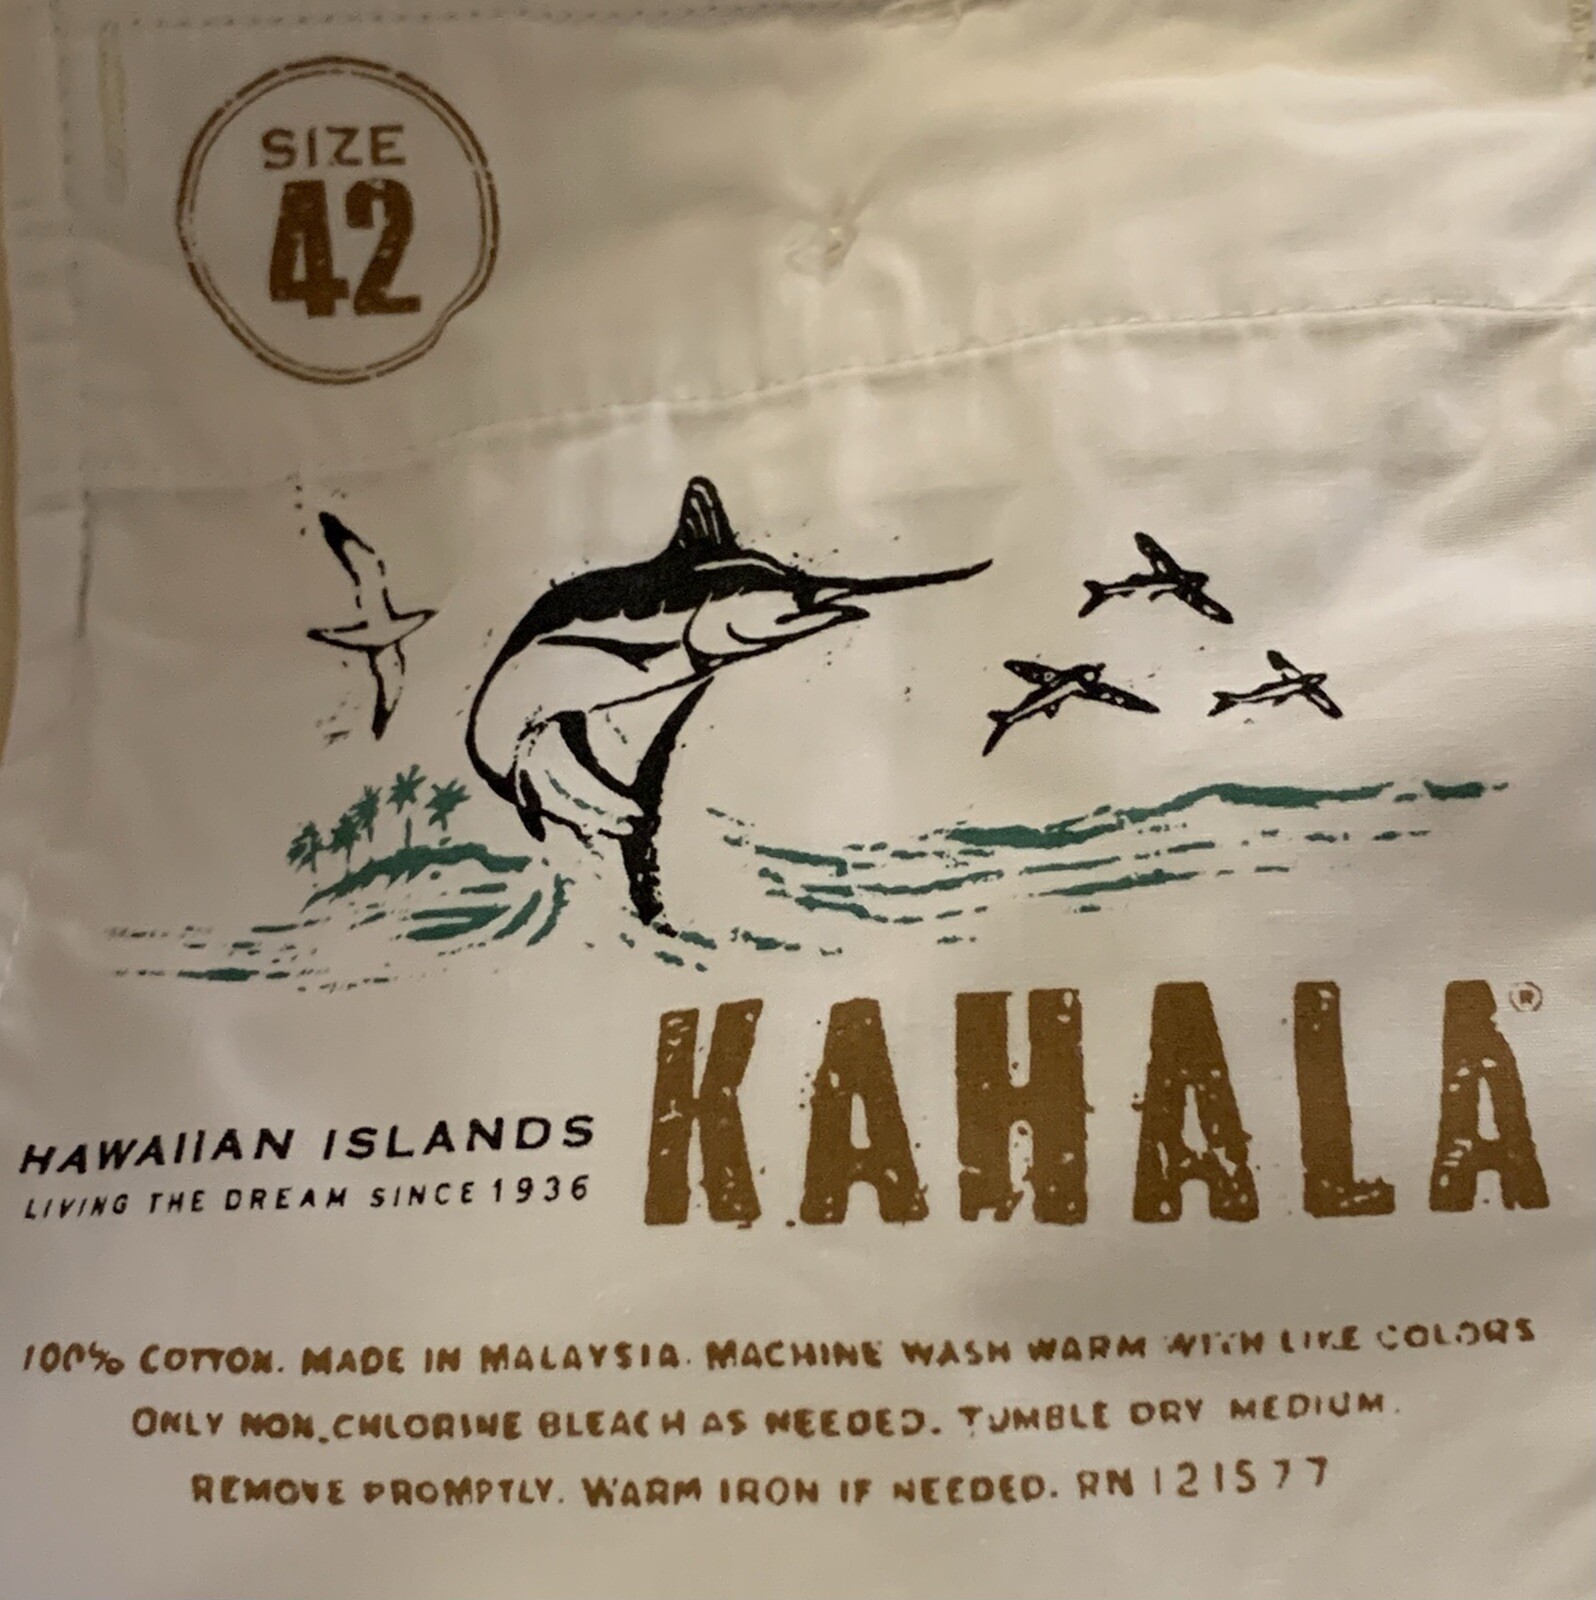 SIZE
42
KAHALA®
HAWAIIAN ISLANDS
LIVING THE DREAM SINCE 1936
100% COTTON. MADE IN MALAYSIA. MACHINE WASH WARM WITH LIKE COLORS
ONLY NON-CHLORINE BLEACH AS NEEDED. TUMBLE DRY MEDIUM.
REMOVE PROMPTLY. WARM IRON IF NEEDED. RN 121577